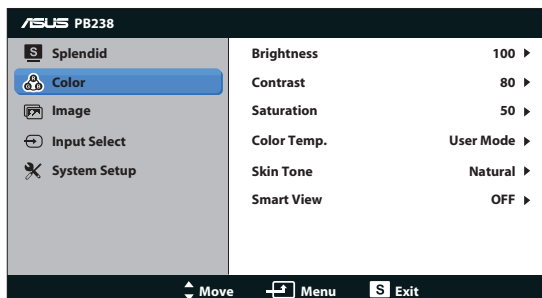 ASUS PB238
S Splendid
Color
Image
Input Select
System Setup
Brightness 100
Contrast 80
Saturation 50
Color Temp. User Mode
Skin Tone Natural
Smart View OFF
Move Menu S Exit